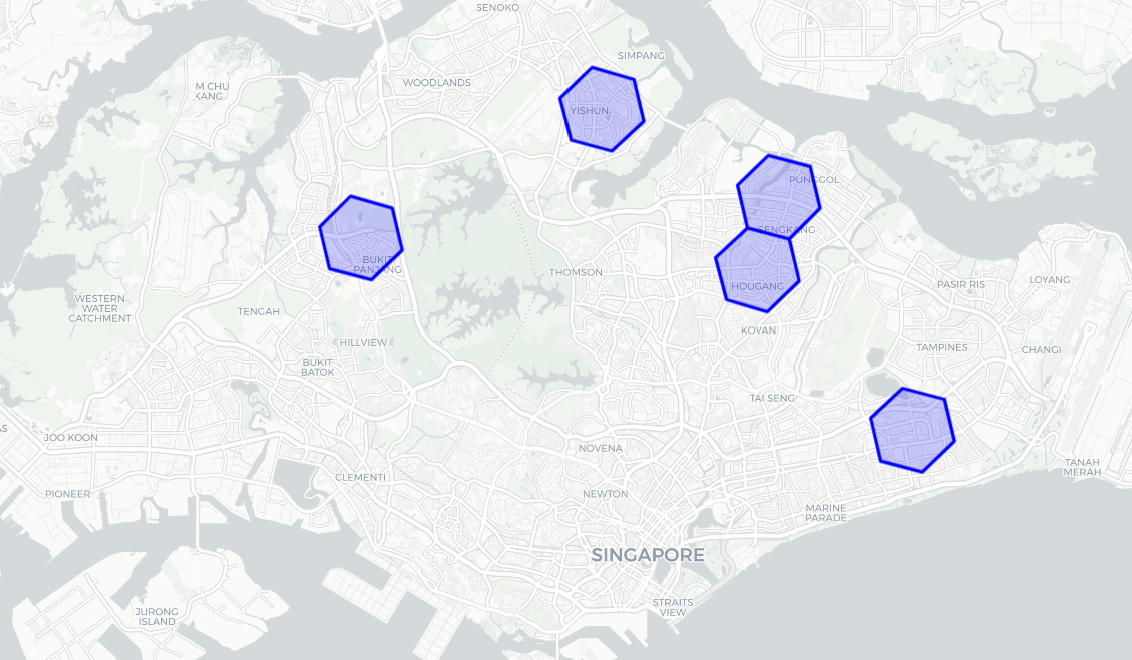 SENOKO
SIMPANG
WOODLANDS
YISHUN
PUNGGOL
SENGKANG
BUKIT
PANJANG
THOMSON
HOUGANG
PASIR RIS
LOYANG
WESTERN
WATER
CATCHMENT
TENGAH
KOVAN
HILLVIEW
TAMPINES
CHANGI
BUKIT
BATOK
TAI SENG
JOO KOON
NOVENA
TANAH
MERAH
CLEMENTI
PIONEER
NEWTON
MARINE
PARADE
SINGAPORE
STRAITS
VIEW
JURONG
ISLAND